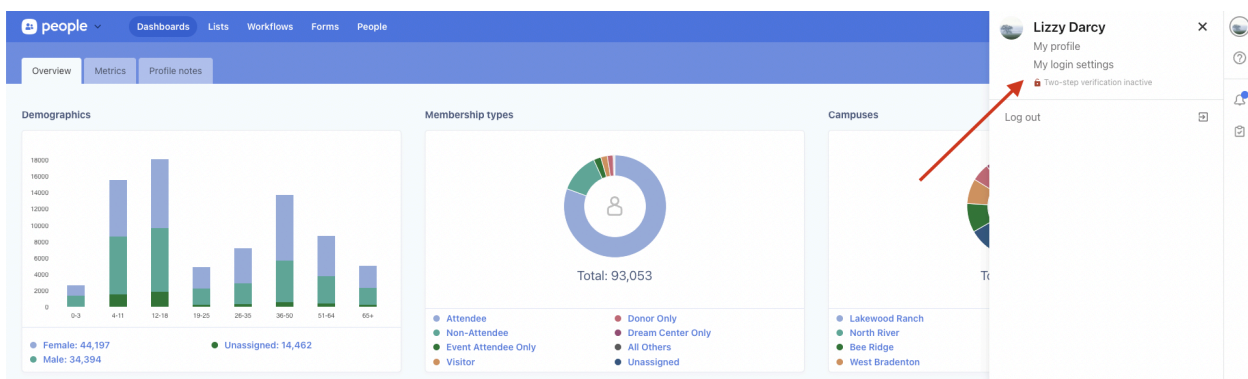 people
Dashboards
Lists
Workflows
Forms
People
Overview
Metrics
Profile notes
Lizzy Darcy
My profile
My login settings
Two-step verification inactive
Log out
Demographics
18000
16000
14000
12000
10000
8000
6000
4000
2000
0
0-3
4-11
12-18
19-25
26-35
36-50
51-64
65+
Female: 44,197
Unassigned: 14,462
Male: 34,394
Membership types
Total: 93,053
Attendee
Non-Attendee
Event Attendee Only
Visitor
Donor Only
Dream Center Only
All Others
Unassigned
Campuses
Lakewood Ranch
North River
Bee Ridge
West Bradenton